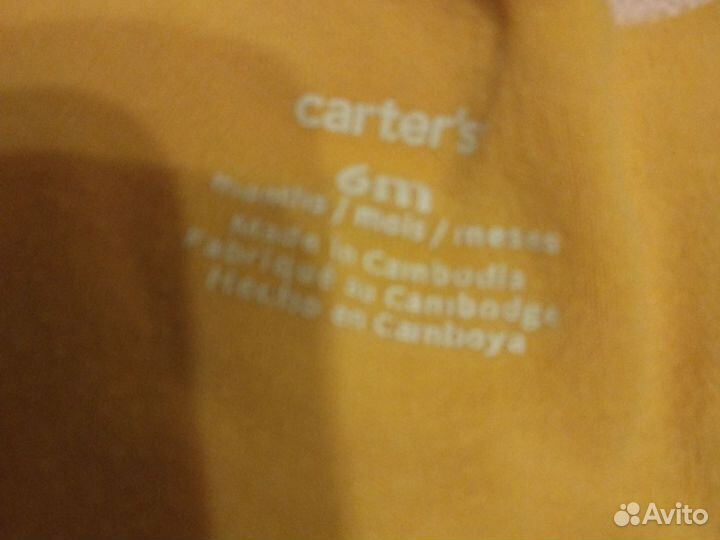 carter's
6m
months / mois / meses
Made in Cambodia
Fabriqué au Cambodge
Hecho en Camboya
Avito